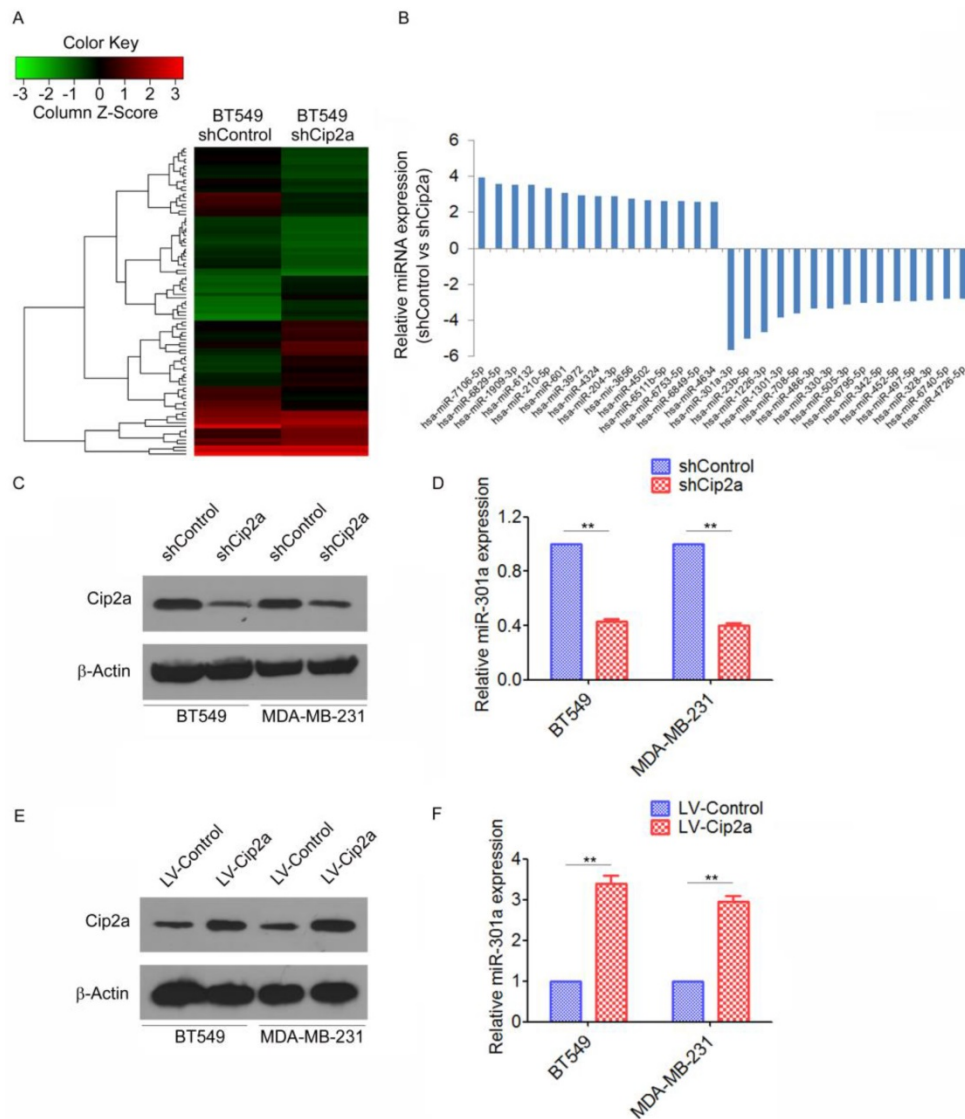 A
Color Key
-3 -2 -1 0 1 2 3
Column Z-Score
BT549 BT549
shControl shCip2a
B
Relative miRNA expression
(shControl vs shCip2a)
6
4
2
0
-2
-4
-6
hsa-miR-7106-5p
hsa-miR-6829-5p
hsa-miR-1909-3p
hsa-miR-6132
hsa-miR-210-5p
hsa-miR-601
hsa-miR-3972
hsa-miR-4324
hsa-miR-204-3p
hsa-mir-3656
hsa-miR-4502
hsa-miR-6511b-5p
hsa-miR-6753-5p
hsa-miR-6849-5p
hsa-miR-4634
hsa-miR-301a-3p
hsa-miR-23b-5p
hsa-miR-1226-3p
hsa-miR-1301-3p
hsa-miR-708-5p
hsa-miR-486-3p
hsa-miR-330-3p
hsa-miR-505-3p
hsa-miR-6795-5p
hsa-miR-342-5p
hsa-miR-452-5p
hsa-miR-497-5p
hsa-miR-328-3p
hsa-miR-6740-5p
hsa-miR-4726-5p
C
shControl
shCip2a
shControl
shCip2a
Cip2a
β-Actin
BT549 MDA-MB-231
D
shControl
shCip2a
Relative miR-301a expression
1.2
0.8
0.4
0.0
**
**
BT549
MDA-MB-231
E
LV-Control
LV-Cip2a
LV-Control
LV-Cip2a
Cip2a
β-Actin
BT549 MDA-MB-231
F
LV-Control
LV-Cip2a
Relative miR-301a expression
4
3
2
1
0
**
**
BT549
MDA-MB-231